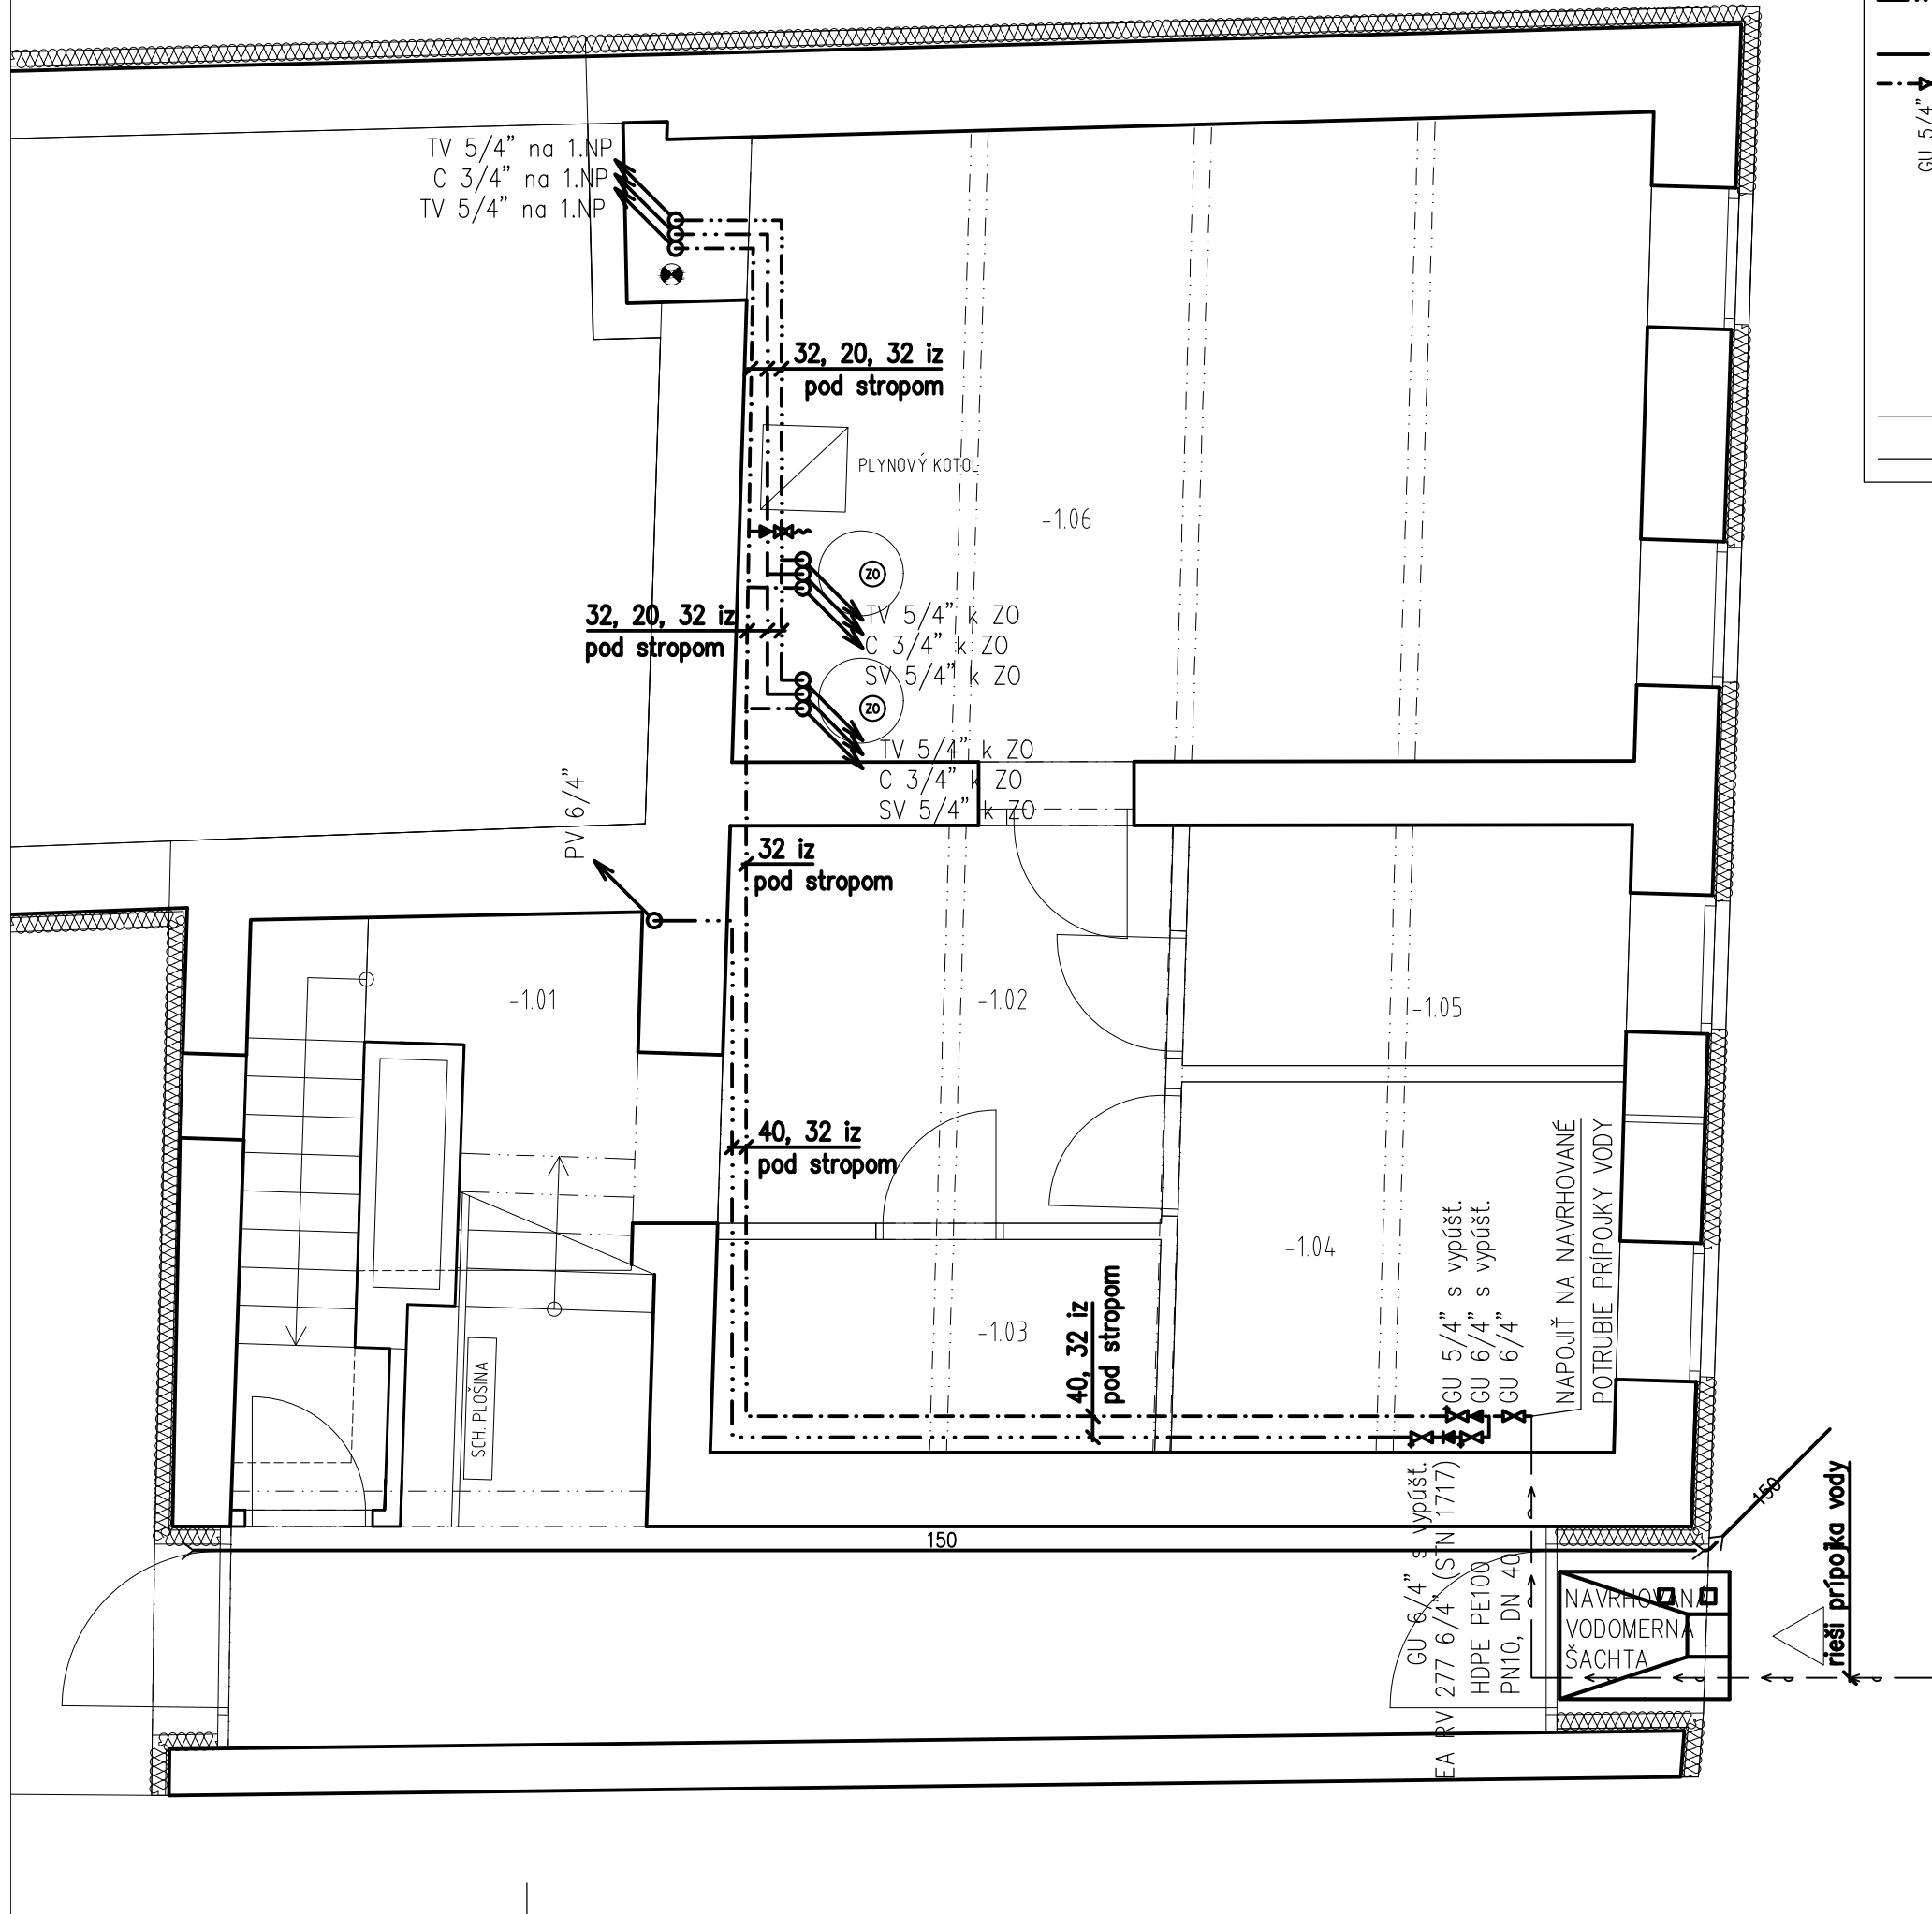 GU 5/4"
TV 5/4" na 1.NP
C 3/4" na 1.NP
TV 5/4" na 1.NP
32, 20, 32 iz
pod stropom
PLYNOVÝ KOTOL
-1.06
ZO
32, 20, 32 iz
pod stropom
TV 5/4" k ZO
C 3/4" k ZO
SV 5/4" k ZO
ZO
TV 5/4" k ZO
C 3/4" k ZO
SV 5/4" k ZO
PV 6/4"
32 iz
pod stropom
-1.01
-1.02
-1.05
40, 32 iz
pod stropom
-1.04
-1.03
40, 32 iz
pod stropom
GU 5/4" s vypúšť.
GU 6/4" s vypúšť.
GU 6/4"
NAPOJIŤ NA NAVRHOVANÉ
POTRUBIE PRÍPOJKY VODY
SCH. PLOŠINA
GU 6/4" s vypúšť.
EA RV 277 6/4" (STN 1717)
HDPE PE100
PN10, DN 40
150
150
NAVRHOVANÁ
VODOMERNÁ
ŠACHTA
rieši prípojka vody